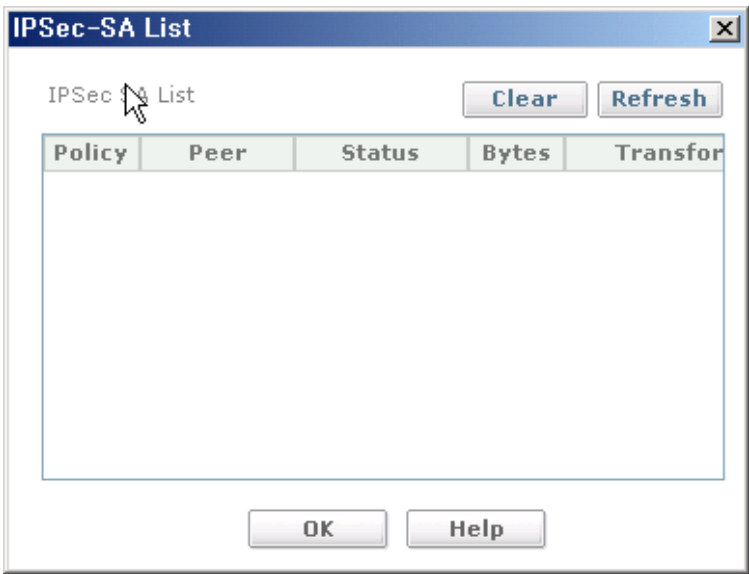 IPSec-SA List
IPSec SA List
Clear
Refresh
Policy Peer Status Bytes Transfor
OK
Help